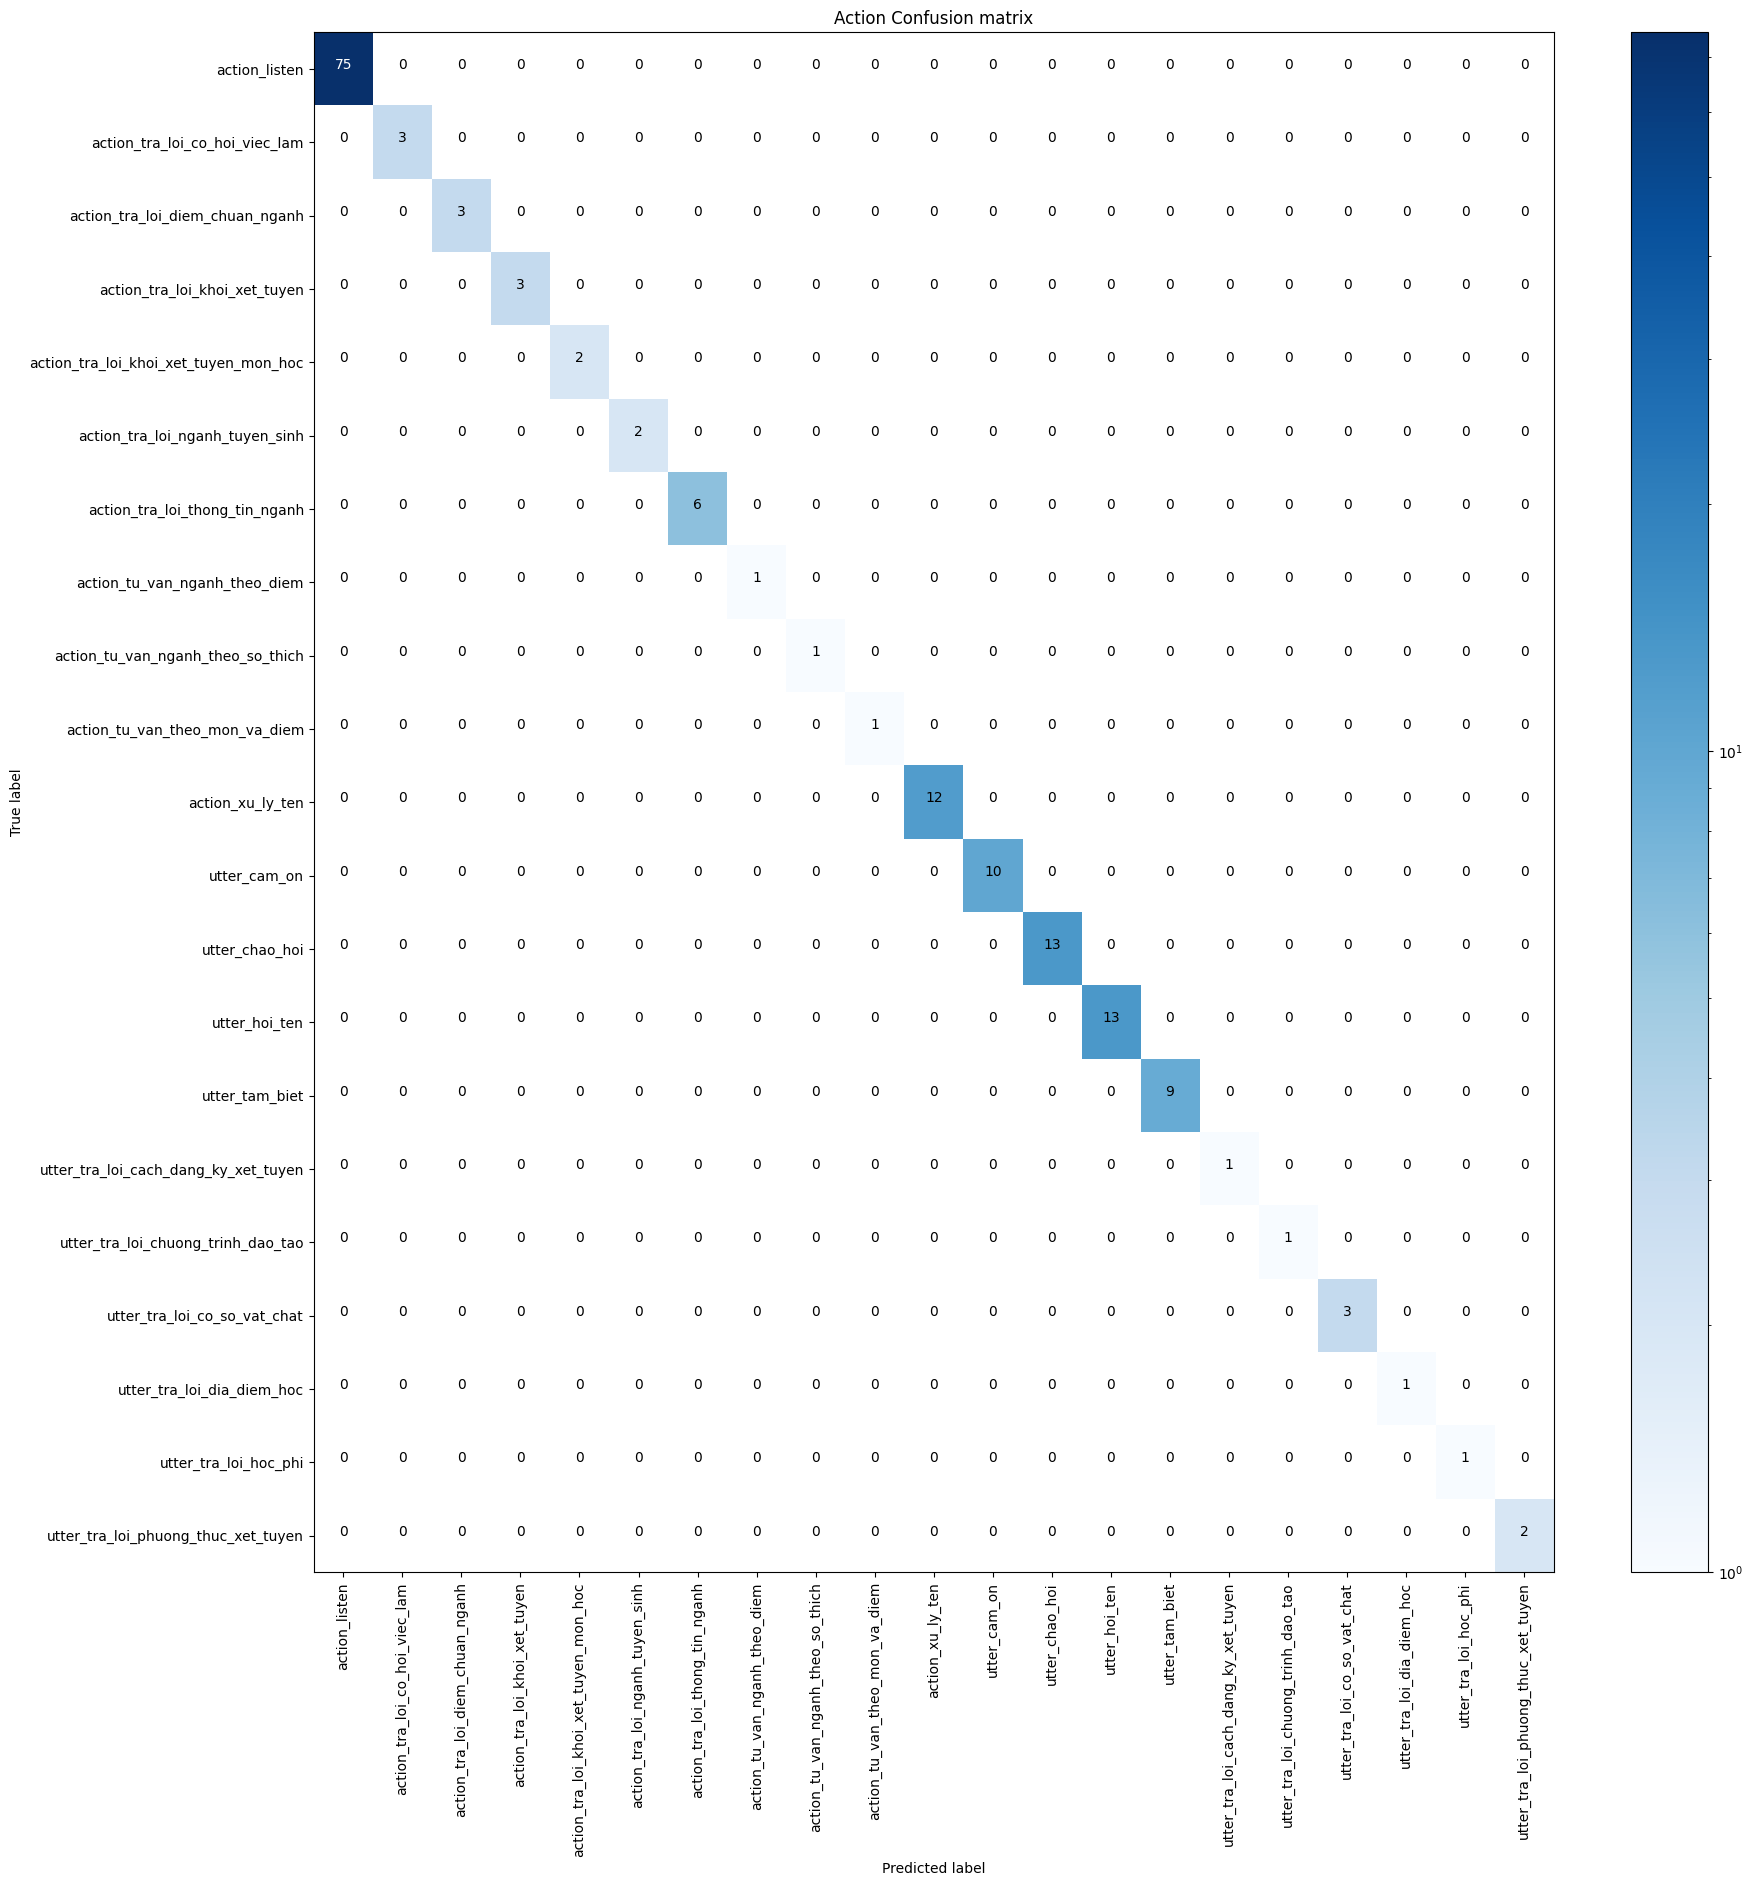 Action Confusion matrix
action_listen 75 0 0 0 0 0 0 0 0 0 0 0 0 0 0 0 0 0 0 0 0
action_tra_loi_co_hoi_viec_lam 0 3 0 0 0 0 0 0 0 0 0 0 0 0 0 0 0 0 0 0 0
action_tra_loi_diem_chuan_nganh 0 0 3 0 0 0 0 0 0 0 0 0 0 0 0 0 0 0 0 0 0
action_tra_loi_khoi_xet_tuyen 0 0 0 3 0 0 0 0 0 0 0 0 0 0 0 0 0 0 0 0 0
action_tra_loi_khoi_xet_tuyen_mon_hoc 0 0 0 0 2 0 0 0 0 0 0 0 0 0 0 0 0 0 0 0 0
action_tra_loi_nganh_tuyen_sinh 0 0 0 0 0 2 0 0 0 0 0 0 0 0 0 0 0 0 0 0 0
action_tra_loi_thong_tin_nganh 0 0 0 0 0 0 6 0 0 0 0 0 0 0 0 0 0 0 0 0 0
action_tu_van_nganh_theo_diem 0 0 0 0 0 0 0 1 0 0 0 0 0 0 0 0 0 0 0 0 0
action_tu_van_nganh_theo_so_thich 0 0 0 0 0 0 0 0 1 0 0 0 0 0 0 0 0 0 0 0 0
action_tu_van_theo_mon_va_diem 0 0 0 0 0 0 0 0 0 1 0 0 0 0 0 0 0 0 0 0 0
action_xu_ly_ten 0 0 0 0 0 0 0 0 0 0 12 0 0 0 0 0 0 0 0 0 0
utter_cam_on 0 0 0 0 0 0 0 0 0 0 0 10 0 0 0 0 0 0 0 0 0
utter_chao_hoi 0 0 0 0 0 0 0 0 0 0 0 0 13 0 0 0 0 0 0 0 0
utter_hoi_ten 0 0 0 0 0 0 0 0 0 0 0 0 0 13 0 0 0 0 0 0 0
utter_tam_biet 0 0 0 0 0 0 0 0 0 0 0 0 0 0 9 0 0 0 0 0 0
utter_tra_loi_cach_dang_ky_xet_tuyen 0 0 0 0 0 0 0 0 0 0 0 0 0 0 0 1 0 0 0 0 0
utter_tra_loi_chuong_trinh_dao_tao 0 0 0 0 0 0 0 0 0 0 0 0 0 0 0 0 1 0 0 0 0
utter_tra_loi_co_so_vat_chat 0 0 0 0 0 0 0 0 0 0 0 0 0 0 0 0 0 3 0 0 0
utter_tra_loi_dia_diem_hoc 0 0 0 0 0 0 0 0 0 0 0 0 0 0 0 0 0 0 1 0 0
utter_tra_loi_hoc_phi 0 0 0 0 0 0 0 0 0 0 0 0 0 0 0 0 0 0 0 1 0
utter_tra_loi_phuong_thuc_xet_tuyen 0 0 0 0 0 0 0 0 0 0 0 0 0 0 0 0 0 0 0 0 2
True label
action_listen
action_tra_loi_co_hoi_viec_lam
action_tra_loi_diem_chuan_nganh
action_tra_loi_khoi_xet_tuyen
action_tra_loi_khoi_xet_tuyen_mon_hoc
action_tra_loi_nganh_tuyen_sinh
action_tra_loi_thong_tin_nganh
action_tu_van_nganh_theo_diem
action_tu_van_nganh_theo_so_thich
action_tu_van_theo_mon_va_diem
action_xu_ly_ten
utter_cam_on
utter_chao_hoi
utter_hoi_ten
utter_tam_biet
utter_tra_loi_cach_dang_ky_xet_tuyen
utter_tra_loi_chuong_trinh_dao_tao
utter_tra_loi_co_so_vat_chat
utter_tra_loi_dia_diem_hoc
utter_tra_loi_hoc_phi
utter_tra_loi_phuong_thuc_xet_tuyen
Predicted label
10¹
10⁰